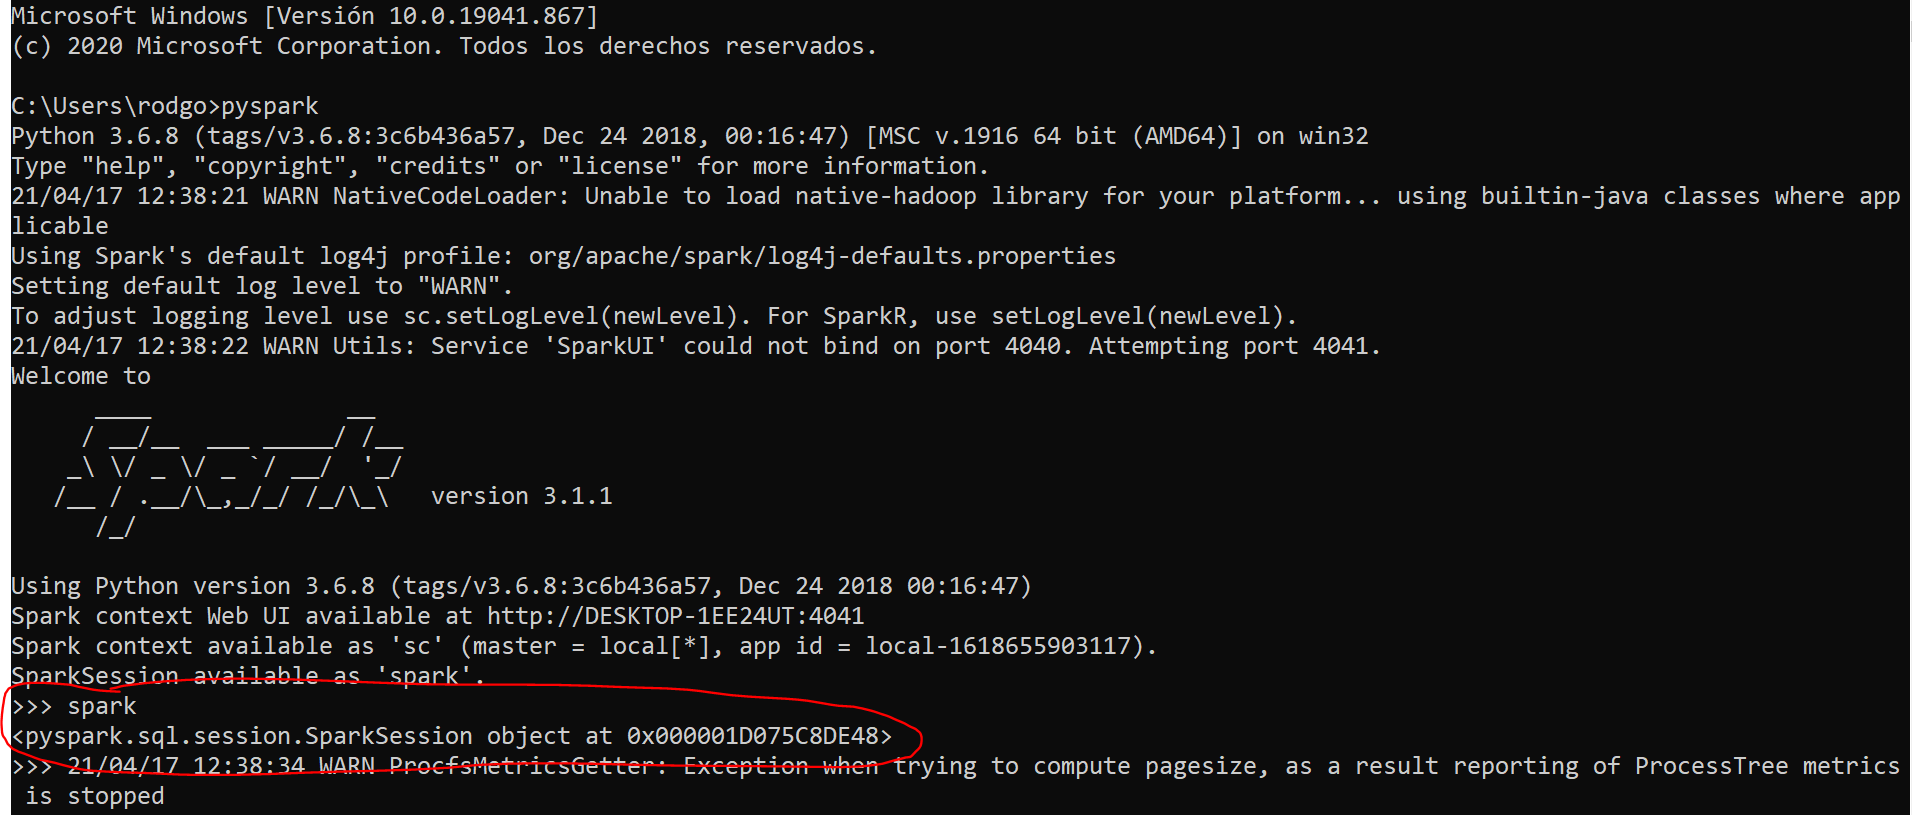 Microsoft Windows [Versión 10.0.19041.867]
(c) 2020 Microsoft Corporation. Todos los derechos reservados.
C:\Users\rodgo>pyspark
Python 3.6.8 (tags/v3.6.8:3c6b436a57, Dec 24 2018, 00:16:47) [MSC v.1916 64 bit (AMD64)] on win32
Type "help", "copyright", "credits" or "license" for more information.
21/04/17 12:38:21 WARN NativeCodeLoader: Unable to load native-hadoop library for your platform... using builtin-java classes where app
licable
Using Spark's default log4j profile: org/apache/spark/log4j-defaults.properties
Setting default log level to "WARN".
To adjust logging level use sc.setLogLevel(newLevel). For SparkR, use setLogLevel(newLevel).
21/04/17 12:38:22 WARN Utils: Service 'SparkUI' could not bind on port 4040. Attempting port 4041.
Welcome to
      ____              __
     / __/__  ___ _____/ /__
    _\ \/ _ \/ _ `/ __/  '_/
   /__ / .__/\_,_/_/ /_/\_\   version 3.1.1
      /_/
Using Python version 3.6.8 (tags/v3.6.8:3c6b436a57, Dec 24 2018 00:16:47)
Spark context Web UI available at http://DESKTOP-1EE24UT:4041
Spark context available as 'sc' (master = local[*], app id = local-1618655903117).
SparkSession available as 'spark'.
>>> spark
<pyspark.sql.session.SparkSession object at 0x000001D075C8DE48>
>>> 21/04/17 12:38:34 WARN ProcfsMetricsGetter: Exception when trying to compute pagesize, as a result reporting of ProcessTree metrics
 is stopped